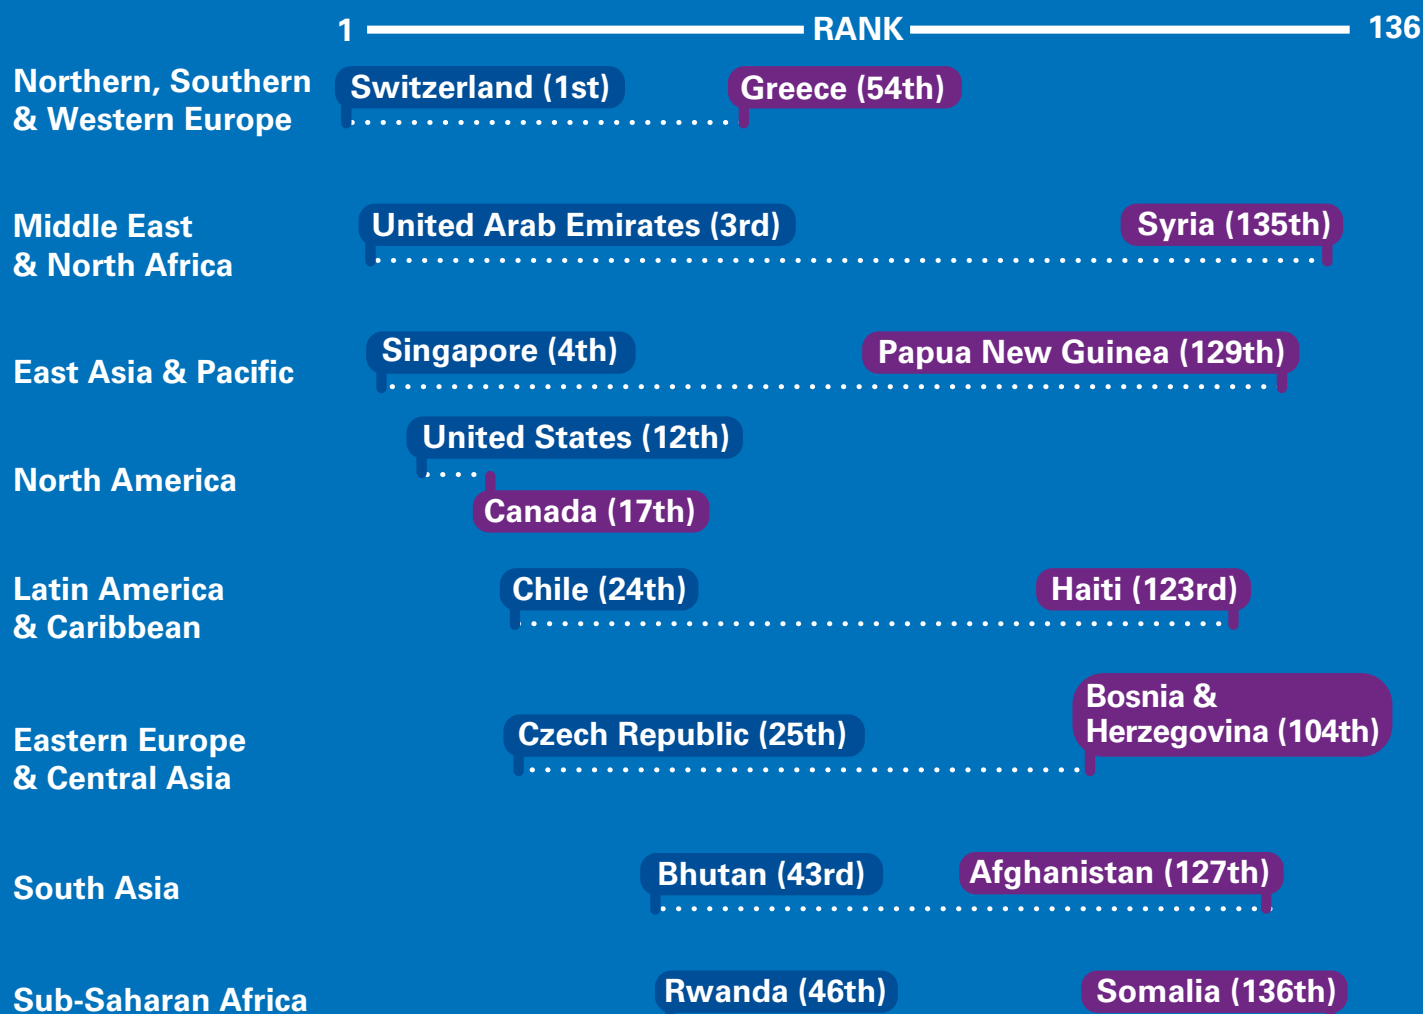 1 RANK 136
Northern, Southern
& Western Europe
Switzerland (1st)
Greece (54th)
Middle East
& North Africa
United Arab Emirates (3rd)
Syria (135th)
East Asia & Pacific
Singapore (4th)
Papua New Guinea (129th)
North America
United States (12th)
Canada (17th)
Latin America
& Caribbean
Chile (24th)
Haiti (123rd)
Eastern Europe
& Central Asia
Czech Republic (25th)
Bosnia &
Herzegovina (104th)
South Asia
Bhutan (43rd)
Afghanistan (127th)
Sub-Saharan Africa
Rwanda (46th)
Somalia (136th)